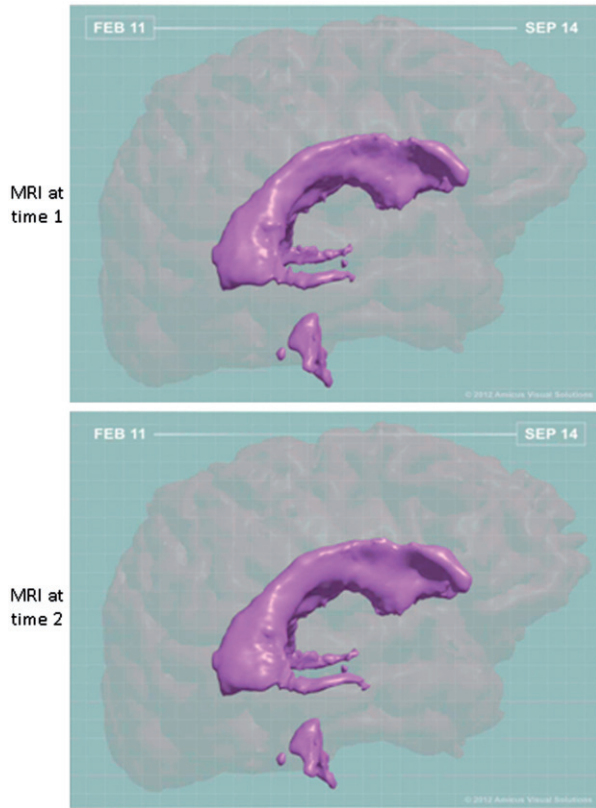 FEB 11
SEP 14
MRI at
time 1
© 2012 Amicus Visual Solutions
FEB 11
SEP 14
MRI at
time 2
© 2012 Amicus Visual Solutions